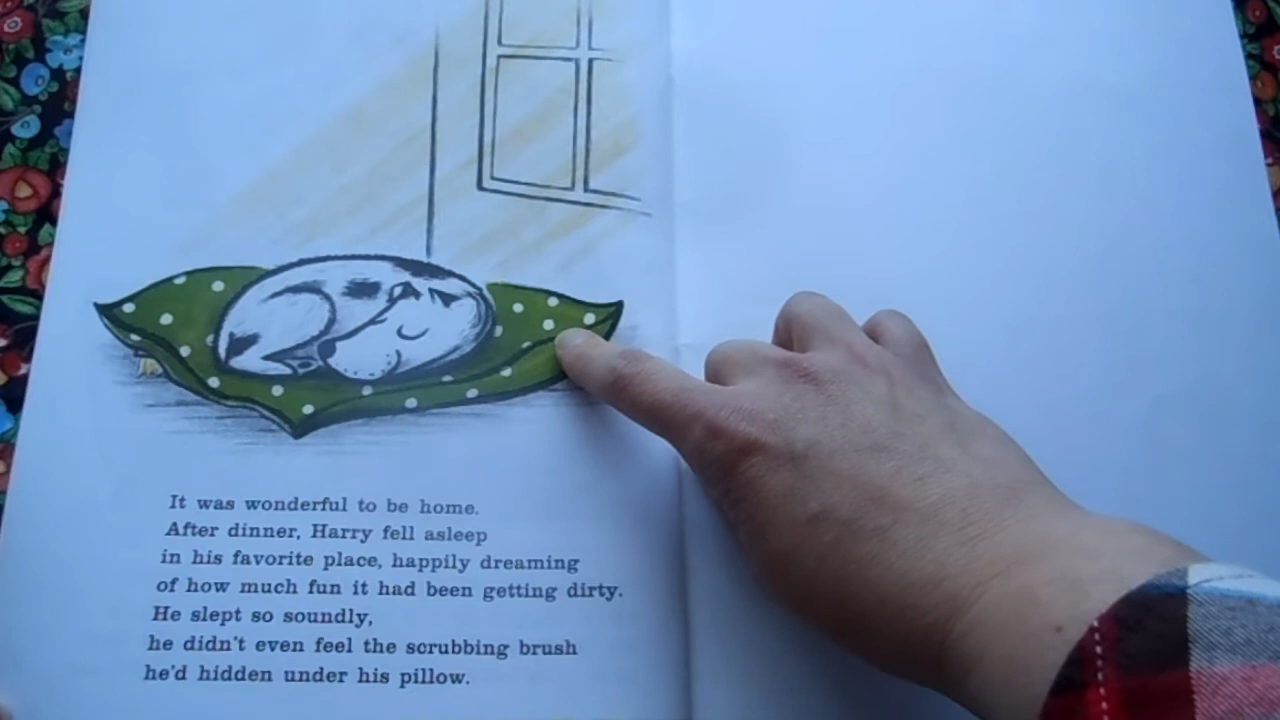 It was wonderful to be home.
After dinner, Harry fell asleep
in his favorite place, happily dreaming
of how much fun it had been getting dirty.
He slept so soundly,
he didn't even feel the scrubbing brush
he'd hidden under his pillow.